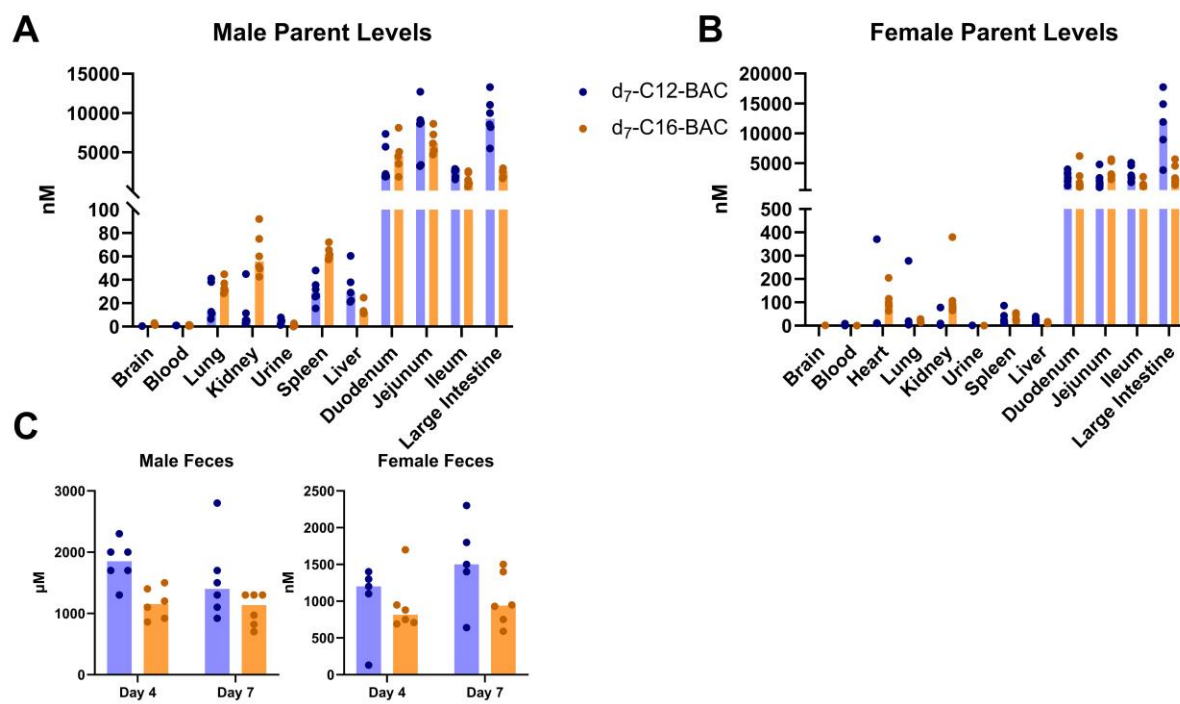 A
Male Parent Levels
15000
10000
5000
nM
100
80
60
40
20
0
Brain
Blood
Lung
Kidney
Urine
Spleen
Liver
Duodenum
Jejunum
Ileum
Large Intestine
d7-C12-BAC
d7-C16-BAC
B
Female Parent Levels
20000
15000
10000
5000
nM
500
400
300
200
100
0
Brain
Blood
Heart
Lung
Kidney
Urine
Spleen
Liver
Duodenum
Jejunum
Ileum
Large Intestine
C
Male Feces
3000
2000
1000
0
µM
Day 4 Day 7
Female Feces
2500
2000
1500
1000
500
0
nM
Day 4 Day 7